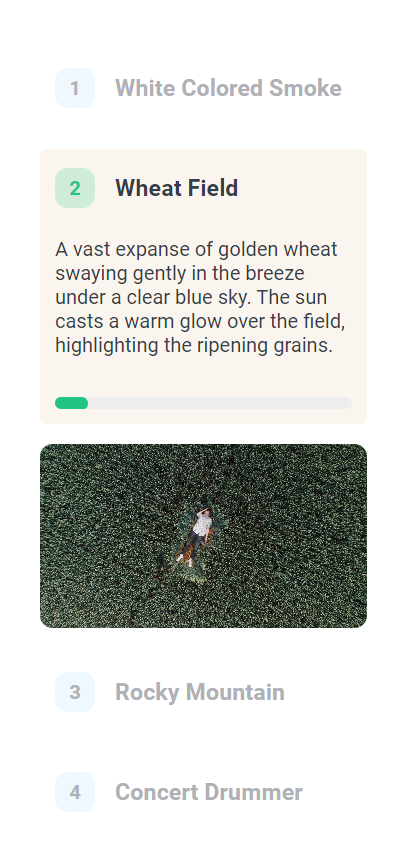 1 White Colored Smoke
2 Wheat Field
A vast expanse of golden wheat
swaying gently in the breeze
under a clear blue sky. The sun
casts a warm glow over the field,
highlighting the ripening grains.
3 Rocky Mountain
4 Concert Drummer